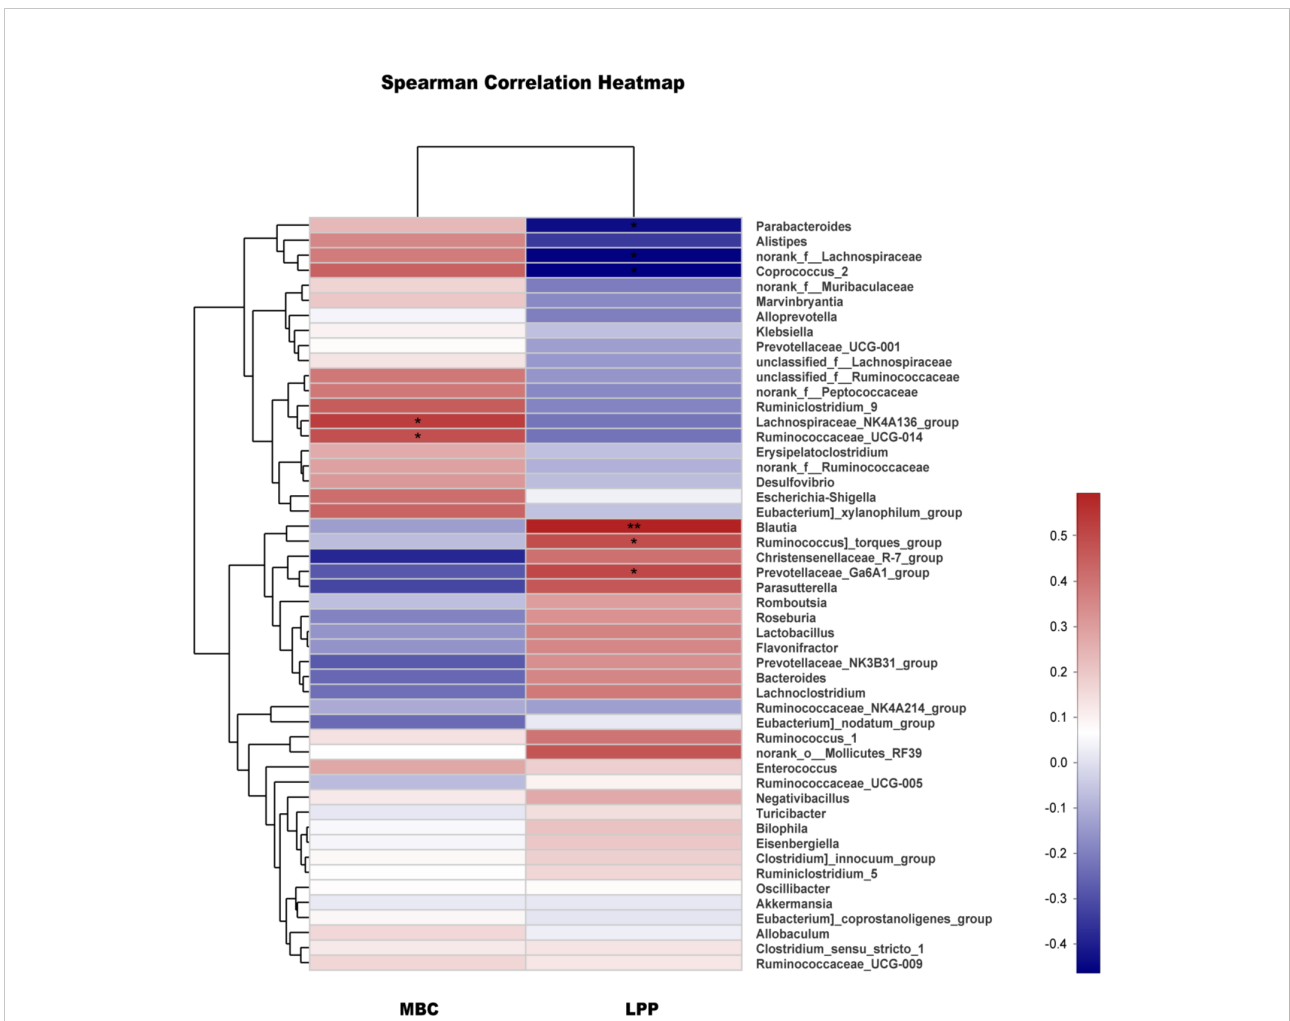 Spearman Correlation Heatmap
*
Parabacteroides
Alistipes
*
norank_f__Lachnospiraceae
*
Coprococcus_2
norank_f__Muribaculaceae
Marvinbryantia
Alloprevotella
Klebsiella
Prevotellaceae_UCG-001
unclassified_f__Lachnospiraceae
unclassified_f__Ruminococcaceae
norank_f__Peptococcaceae
Ruminiclostridium_9
*
Lachnospiraceae_NK4A136_group
*
Ruminococcaceae_UCG-014
Erysipelatoclostridium
norank_f__Ruminococcaceae
Desulfovibrio
Escherichia-Shigella
Eubacterium]_xylanophilum_group
**
Blautia
*
Ruminococcus]_torques_group
Christensenellaceae_R-7_group
*
Prevotellaceae_Ga6A1_group
Parasutterella
Romboutsia
Roseburia
Lactobacillus
Flavonifractor
Prevotellaceae_NK3B31_group
Bacteroides
Lachnoclostridium
Ruminococcaceae_NK4A214_group
Eubacterium]_nodatum_group
Ruminococcus_1
norank_o__Mollicutes_RF39
Enterococcus
Ruminococcaceae_UCG-005
Negativibacillus
Turicibacter
Bilophila
Eisenbergiella
Clostridium]_innocuum_group
Ruminiclostridium_5
Oscillibacter
Akkermansia
Eubacterium]_coprostanoligenes_group
Allobaculum
Clostridium_sensu_stricto_1
Ruminococcaceae_UCG-009
0.5
0.4
0.3
0.2
0.1
0.0
-0.1
-0.2
-0.3
-0.4
MBC LPP